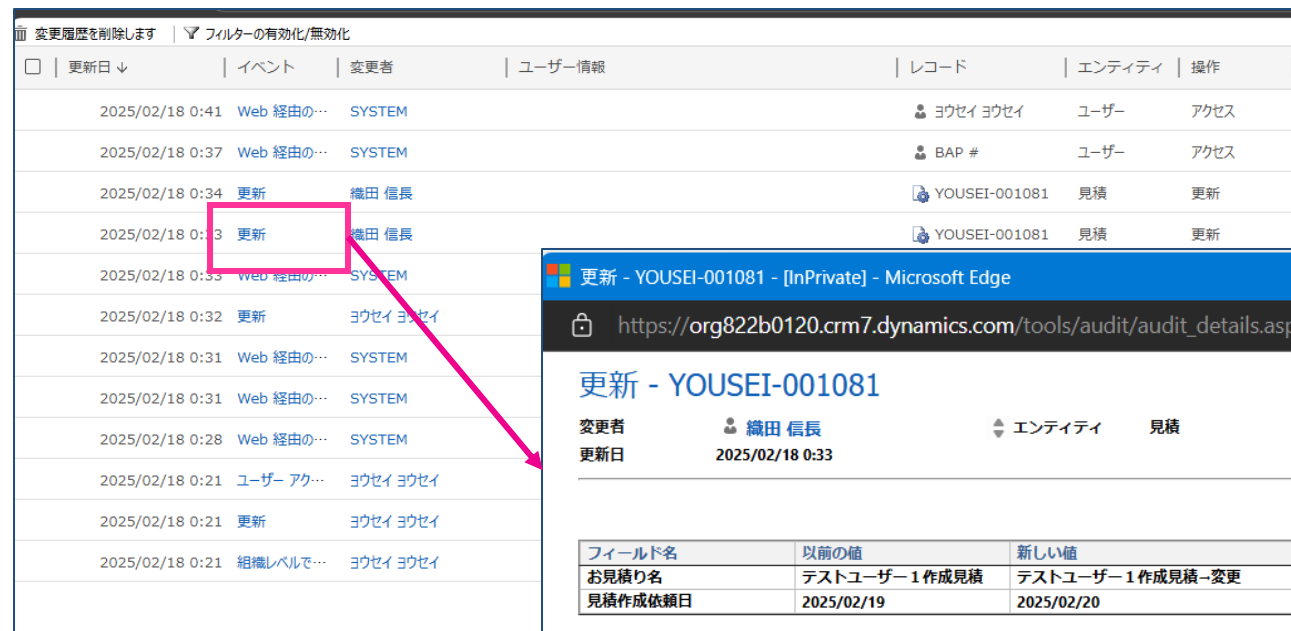 変更履歴を削除します フィルターの有効化/無効化
更新日 イベント 変更者 ユーザー情報 レコード エンティティ 操作
2025/02/18 0:41 Web 経由の… SYSTEM ヨウセイ ヨウセイ ユーザー アクセス
2025/02/18 0:37 Web 経由の… SYSTEM BAP # ユーザー アクセス
2025/02/18 0:34 更新 織田 信長 YOUSEI-001081 見積 更新
2025/02/18 0:33 更新 織田 信長 YOUSEI-001081 見積 更新
2025/02/18 0:33 Web 経由の… SYSTEM
2025/02/18 0:32 更新 ヨウセイ ヨウセイ
2025/02/18 0:31 Web 経由の… SYSTEM
2025/02/18 0:31 Web 経由の… SYSTEM
2025/02/18 0:28 Web 経由の… SYSTEM
2025/02/18 0:21 ユーザー アク… ヨウセイ ヨウセイ
2025/02/18 0:21 更新 ヨウセイ ヨウセイ
2025/02/18 0:21 組織レベルで… ヨウセイ ヨウセイ
更新 - YOUSEI-001081 - [InPrivate] - Microsoft Edge
https://org822b0120.crm7.dynamics.com/tools/audit/audit_details.asp
更新 - YOUSEI-001081
変更者 織田 信長 エンティティ 見積
更新日 2025/02/18 0:33
フィールド名 以前の値 新しい値
お見積り名 テストユーザー１作成見積 テストユーザー１作成見積→変更
見積作成依頼日 2025/02/19 2025/02/20